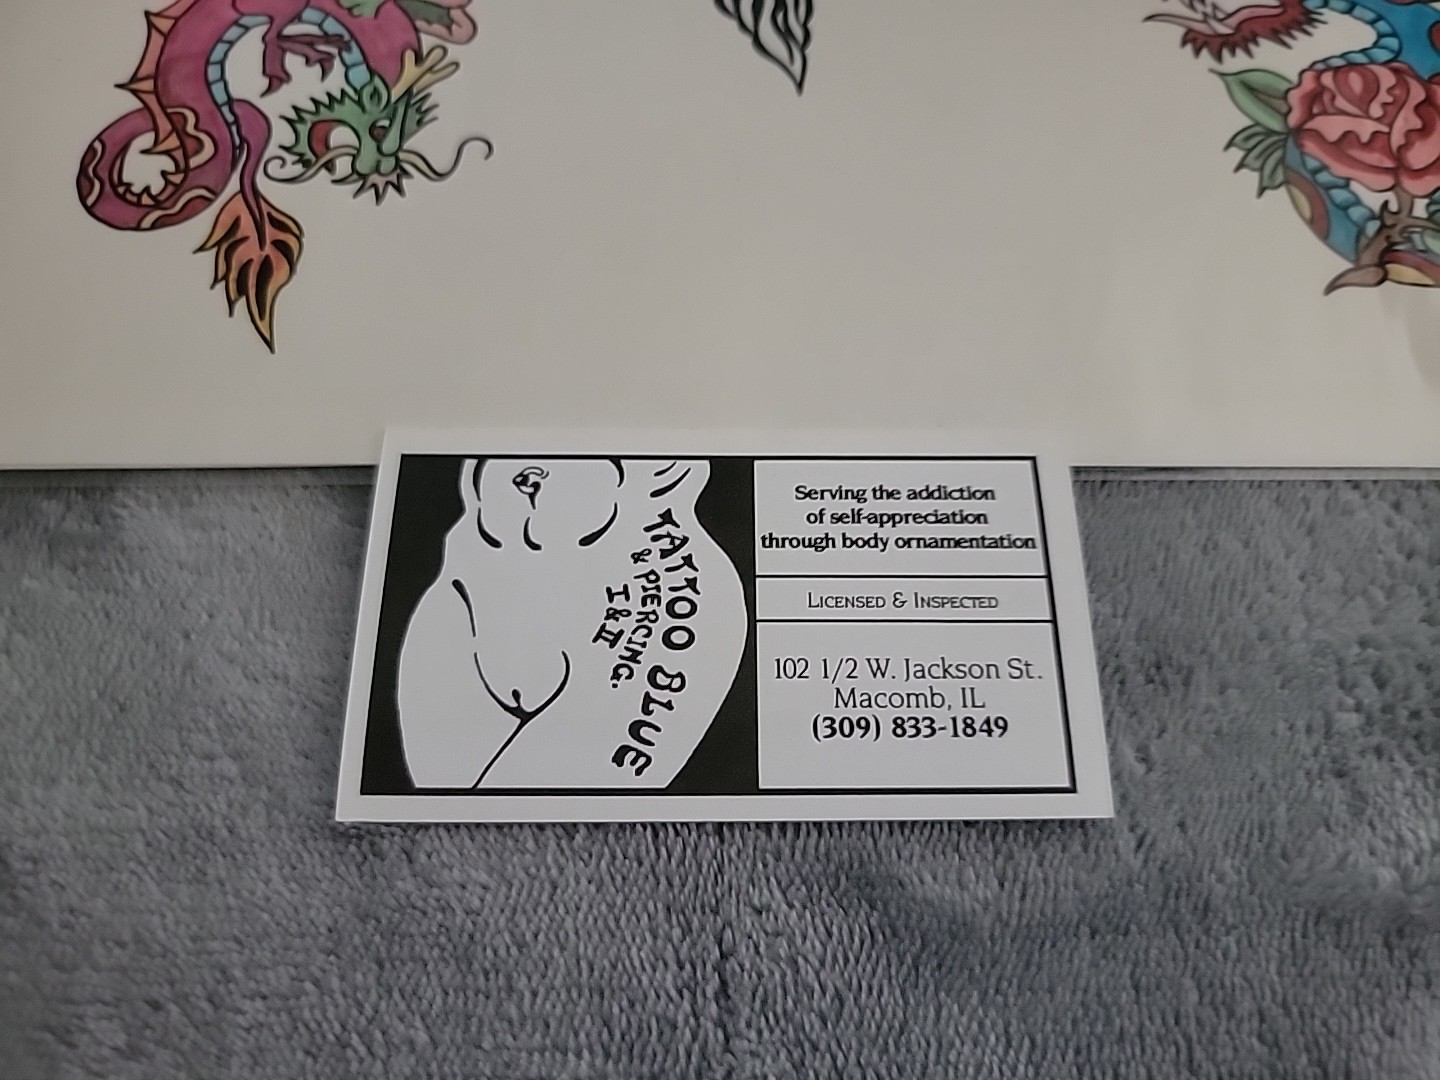 TATTOO BLUE
& PIERCING.
I & II
Serving the addiction
of self-appreciation
through body ornamentation
LICENSED & INSPECTED
102 1/2 W. Jackson St.
Macomb, IL
(309) 833-1849